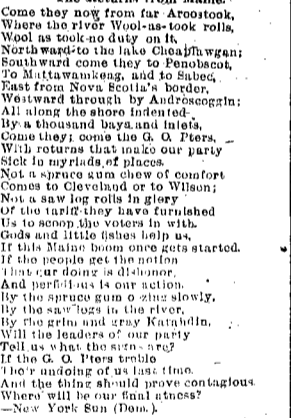 The Returns from Maine.
Come they now from far Aroostook,
Where the river Wool-as-took rolls,
Wool as took no duty on it,
Northward to the lake
Southward come they to Penobscot,
To Mattawamkeag, and to Sabec,
East from Nova Scotia's border,
Westward through by Androscoggin;
All along the shore indented
By a thousand bays and inlets,
Come they; come the G. O. P'ters,
With returns that make our party
Sick in myriads of places.
Not a spruce gum chew of comfort
Comes to Cleveland or to Wilson;
Not a saw log rolls in glory
Of the tariff they have furnished
Us to scoop the voters in with.
Gods and little fishes help us,
If this Maine boom once gets started.
If the people get the notion
That our doing is dishonor,
And perfidious is our action.
By the spruce gum oozing slowly,
By the saw logs in the river,
By the grim and gray Katahdin,
Will the leaders of our party
Tell us what the signs are?
If the G. O. P'ters treble
Their undoing of us last time,
And the thing should prove contagious
Where will be our final atness?
—New York Sun (Dem.).